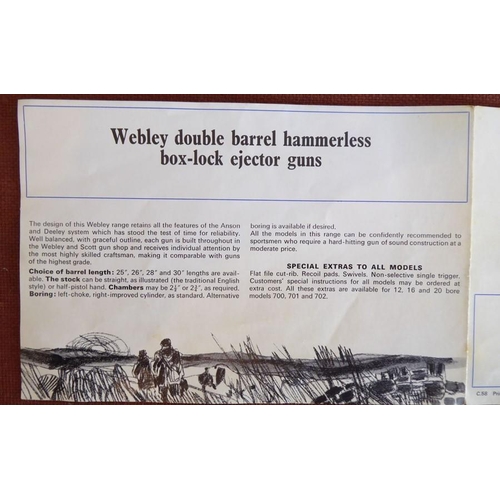 Webley double barrel hammerless
box-lock ejector guns
The design of this Webley range retains all the features of the Anson
and Deeley system which has stood the test of time for reliability.
Well balanced, with graceful outline, each gun is built throughout in
the Webley and Scott gun shop and receives individual attention by
the most highly skilled craftsman, making it comparable with guns
of the highest grade.
Choice of barrel length: 25", 26", 28" and 30" lengths are avail-
able. The stock can be straight, as illustrated (the traditional English
style) or half-pistol hand. Chambers may be 2½" or 2¾", as required.
Boring: left-choke, right-improved cylinder, as standard. Alternative
boring is available if desired.
All the models in this range can be confidently recommended to
sportsmen who require a hard-hitting gun of sound construction at a
moderate price.
SPECIAL EXTRAS TO ALL MODELS
Flat file cut-rib. Recoil pads. Swivels. Non-selective single trigger.
Customers' special instructions for all models may be ordered at
extra cost. All these extras are available for 12, 16 and 20 bore
models 700, 701 and 702.